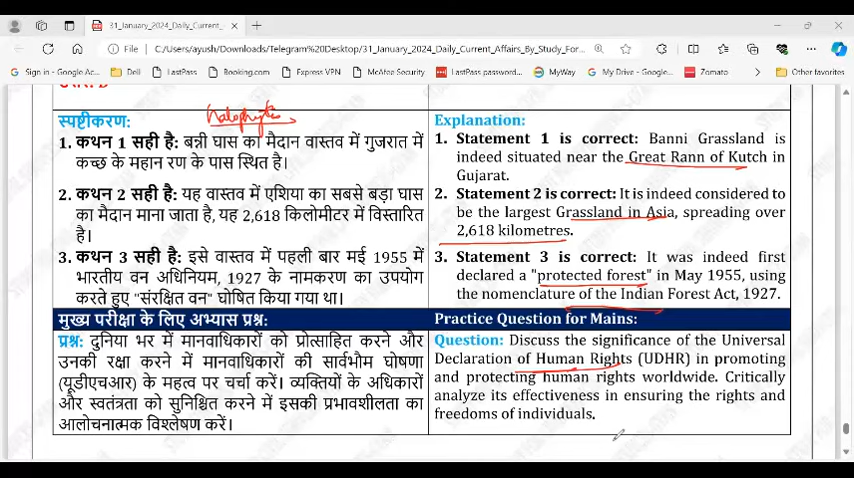 31_January_2024_Daily_Current_
File C:/Users/ayush/Downloads/Telegram%20Desktop/31_January_2024_Daily_Current_Affairs_By_Study_For...
Sign in - Google Ac... Dell LastPass Booking.com Express VPN McAfee Security LastPass password... MyWay My Drive - Google... Zomato Other favorites
halophyte
स्पष्टीकरण:
1. कथन 1 सही है: बन्नी घास का मैदान वास्तव में गुजरात में
कच्छ के महान रण के पास स्थित है।
2. कथन 2 सही है: यह वास्तव में एशिया का सबसे बड़ा घास
का मैदान माना जाता है, यह 2,618 किलोमीटर में विस्तारित
है।
3. कथन 3 सही है: इसे वास्तव में पहली बार मई 1955 में
भारतीय वन अधिनियम, 1927 के नामकरण का उपयोग
करते हुए "संरक्षित वन" घोषित किया गया था।
Explanation:
1. Statement 1 is correct: Banni Grassland is
indeed situated near the Great Rann of Kutch in
Gujarat.
2. Statement 2 is correct: It is indeed considered to
be the largest Grassland in Asia, spreading over
2,618 kilometres.
3. Statement 3 is correct: It was indeed first
declared a "protected forest" in May 1955, using
the nomenclature of the Indian Forest Act, 1927.
मुख्य परीक्षा के लिए अभ्यास प्रश्न:
प्रश्न: दुनिया भर में मानवाधिकारों को प्रोत्साहित करने और
उनकी रक्षा करने में मानवाधिकारों की सार्वभौम घोषणा
(यूडीएचआर) के महत्व पर चर्चा करें। व्यक्तियों के अधिकारों
और स्वतंत्रता को सुनिश्चित करने में इसकी प्रभावशीलता का
आलोचनात्मक विश्लेषण करें।
Practice Question for Mains:
Question: Discuss the significance of the Universal
Declaration of Human Rights (UDHR) in promoting
and protecting human rights worldwide. Critically
analyze its effectiveness in ensuring the rights and
freedoms of individuals.